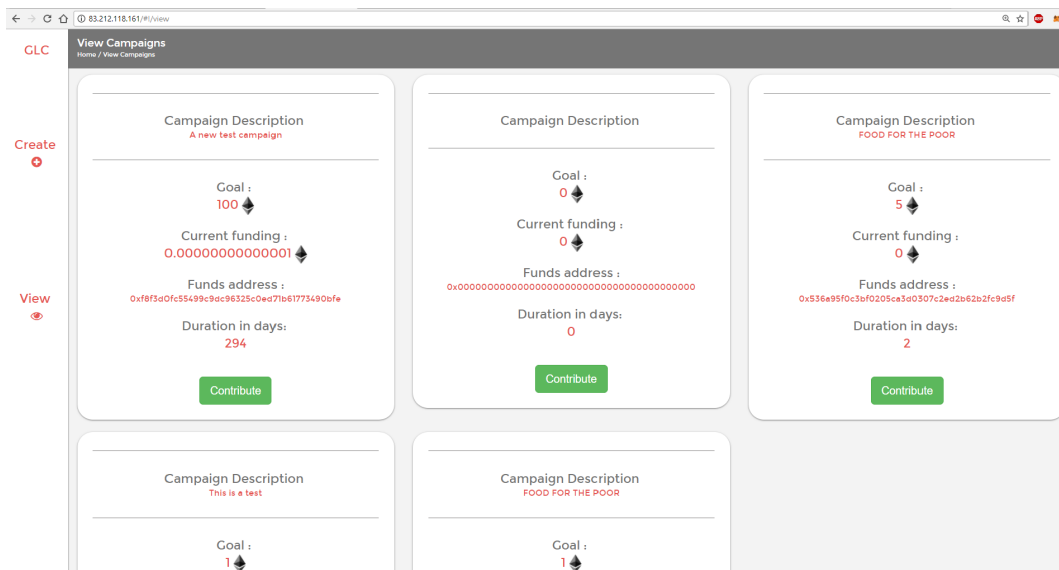 83.212.118.161/#!/view
GLC
View Campaigns
Home / View Campaigns
Create
View
Campaign Description
A new test campaign
Goal :
100
Current funding :
0.00000000000001
Funds address :
0xf8f3d0fc55499c9dc96325c0ed71b61773490bfe
Duration in days:
294
Contribute
Campaign Description
Goal :
0
Current funding :
0
Funds address :
0x0000000000000000000000000000000000000000
Duration in days:
0
Contribute
Campaign Description
FOOD FOR THE POOR
Goal :
5
Current funding :
0
Funds address :
0x536a95f0c3bf0205ca3d0307c2ed2b62b2fc9d5f
Duration in days:
2
Contribute
Campaign Description
This is a test
Goal :
1
Campaign Description
FOOD FOR THE POOR
Goal :
1